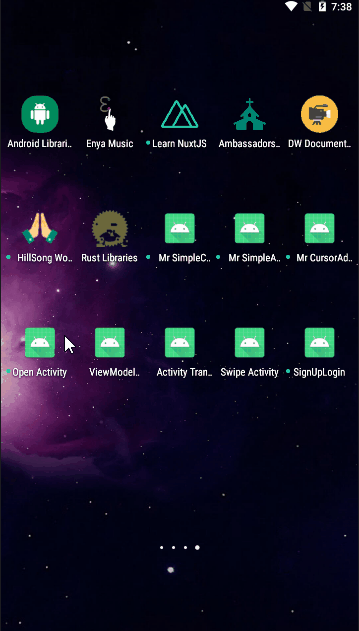 7:38
Android Librari..
Enya Music
Learn NuxtJS
Ambassadors..
DW Document..
HillSong Wo..
Rust Libraries
Mr SimpleC..
Mr SimpleA..
Mr CursorAd..
Open Activity
ViewModel..
Activity Tran..
Swipe Activity
SignUpLogin